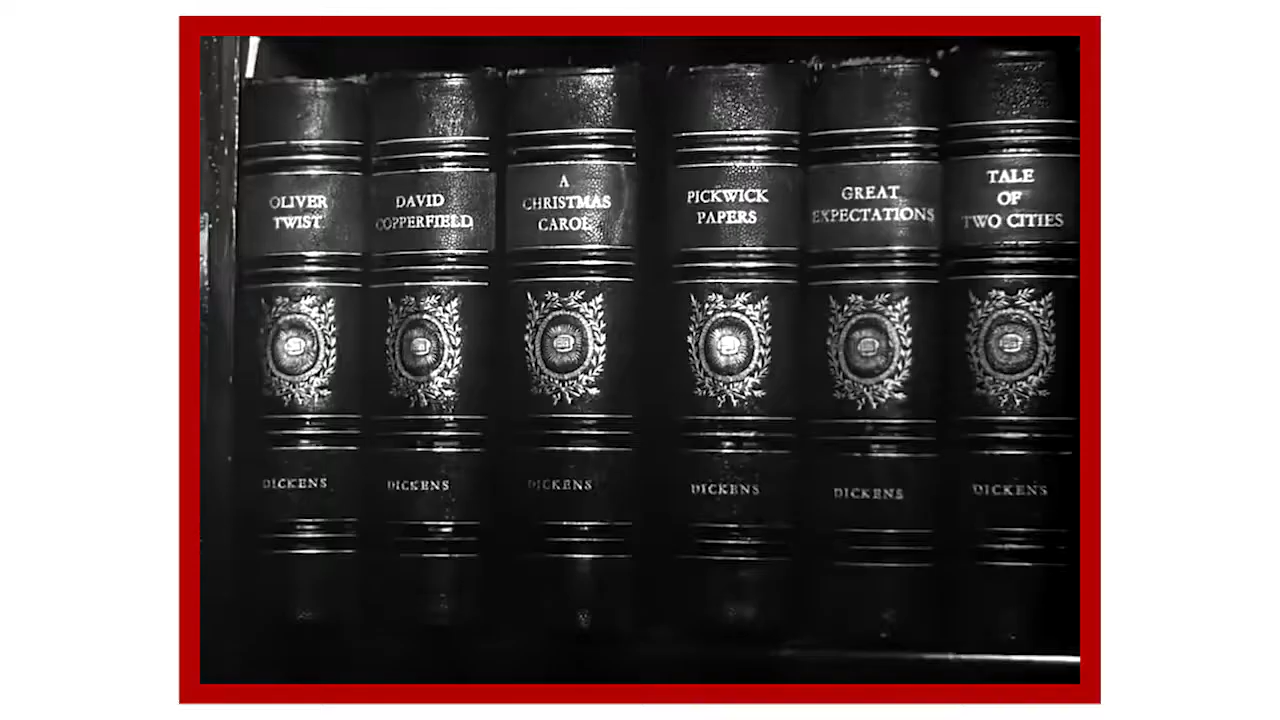 OLIVER
TWIST
DICKENS
DAVID
COPPERFIELD
DICKENS
A
CHRISTMAS
CAROL
DICKENS
PICKWICK
PAPERS
DICKENS
GREAT
EXPECTATIONS
DICKENS
TALE
OF
TWO CITIES
DICKENS